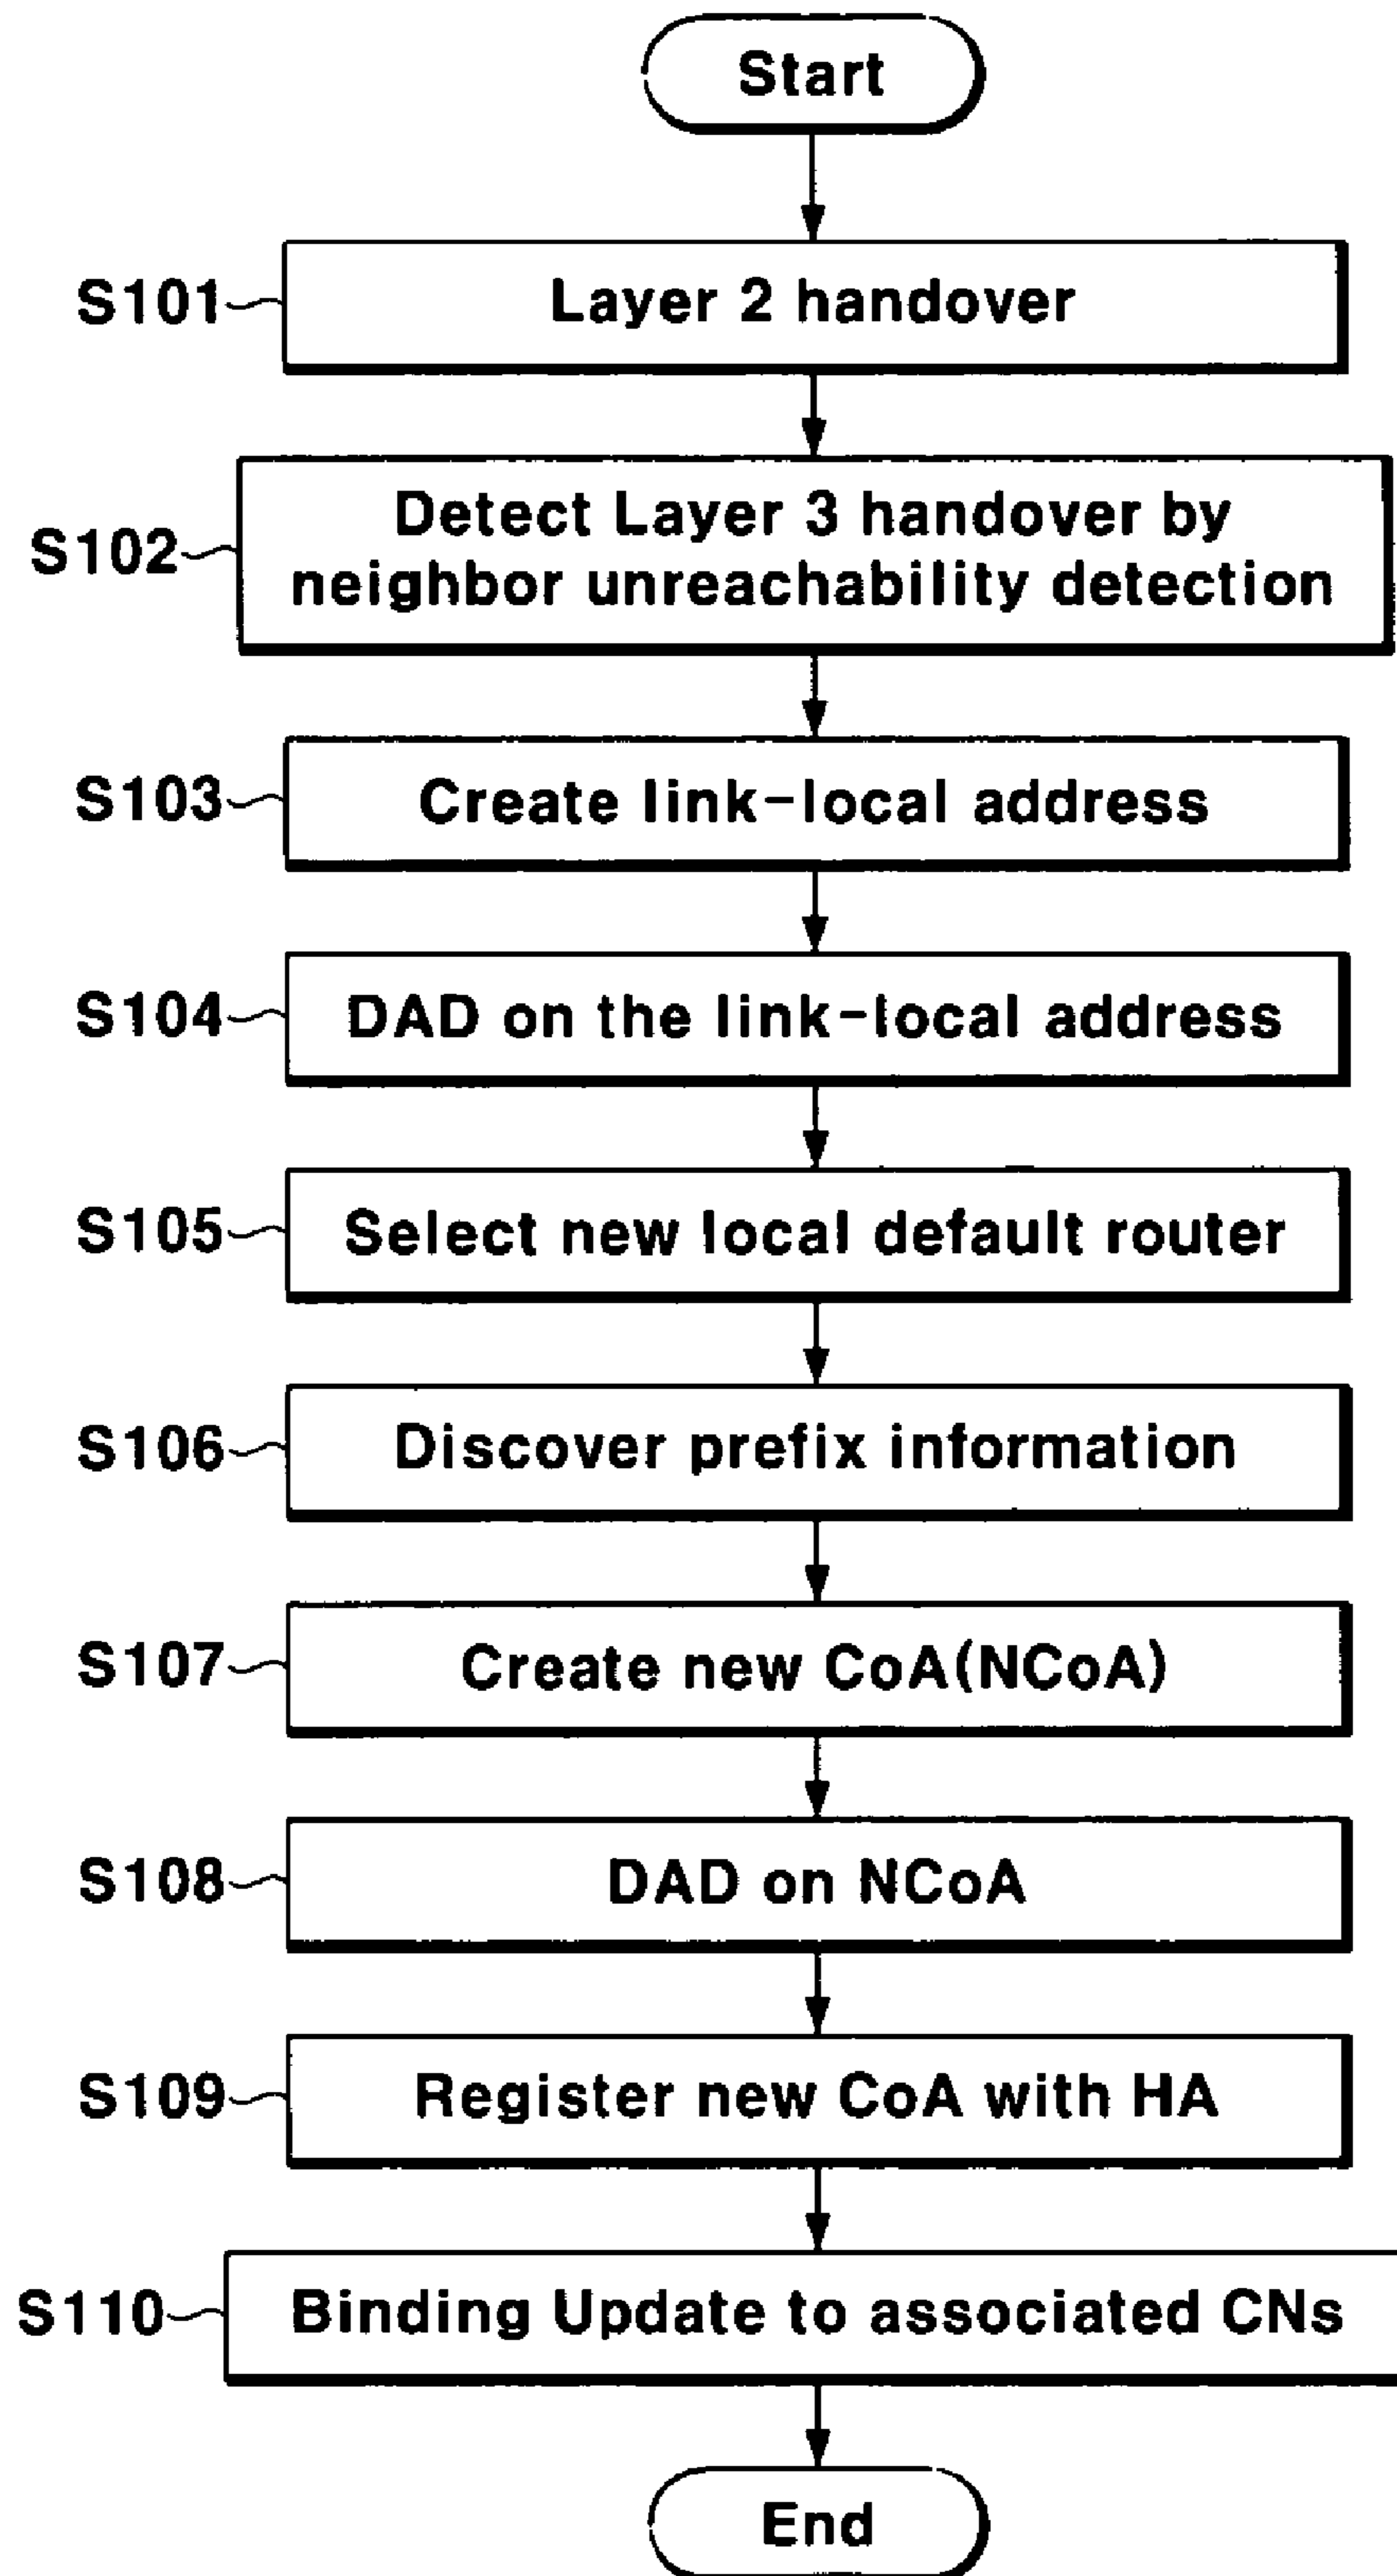 Start
S101
Layer 2 handover
S102
Detect Layer 3 handover by
neighbor unreachability detection
S103
Create link-local address
S104
DAD on the link-local address
S105
Select new local default router
S106
Discover prefix information
S107
Create new CoA(NCoA)
S108
DAD on NCoA
S109
Register new CoA with HA
S110
Binding Update to associated CNs
End